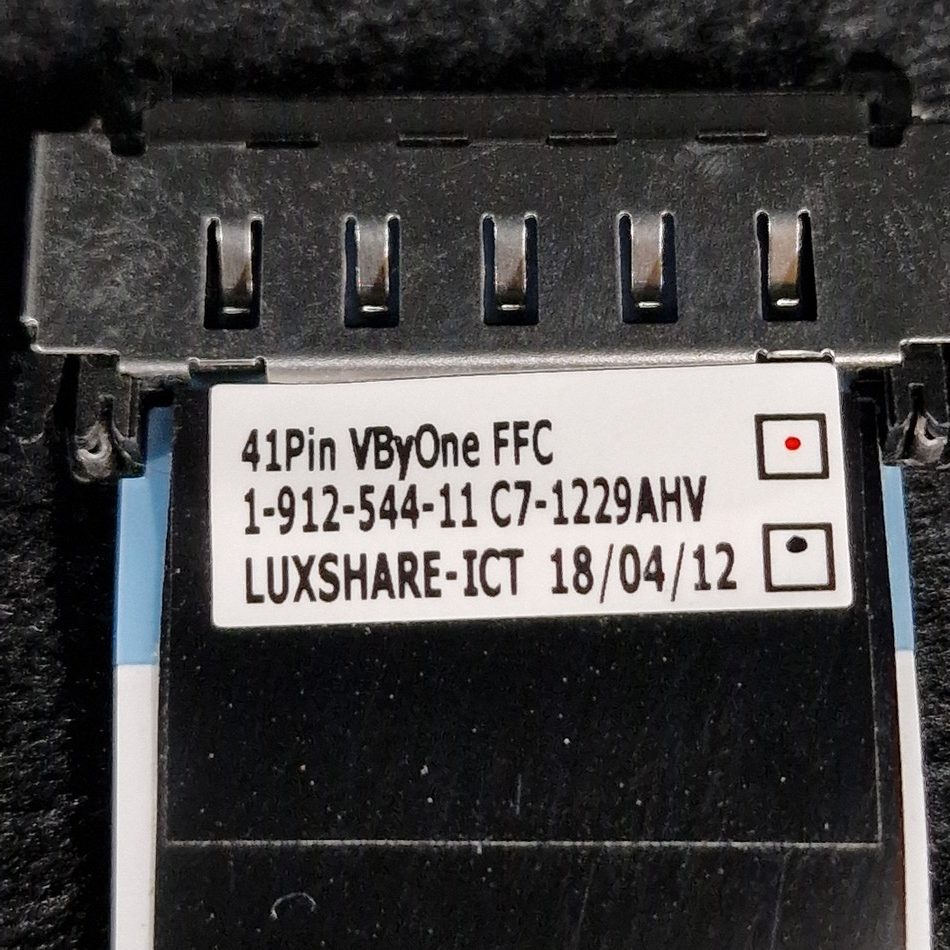 41Pin VByOne FFC
1-912-544-11 C7-1229AHV
LUXSHARE-ICT 18/04/12